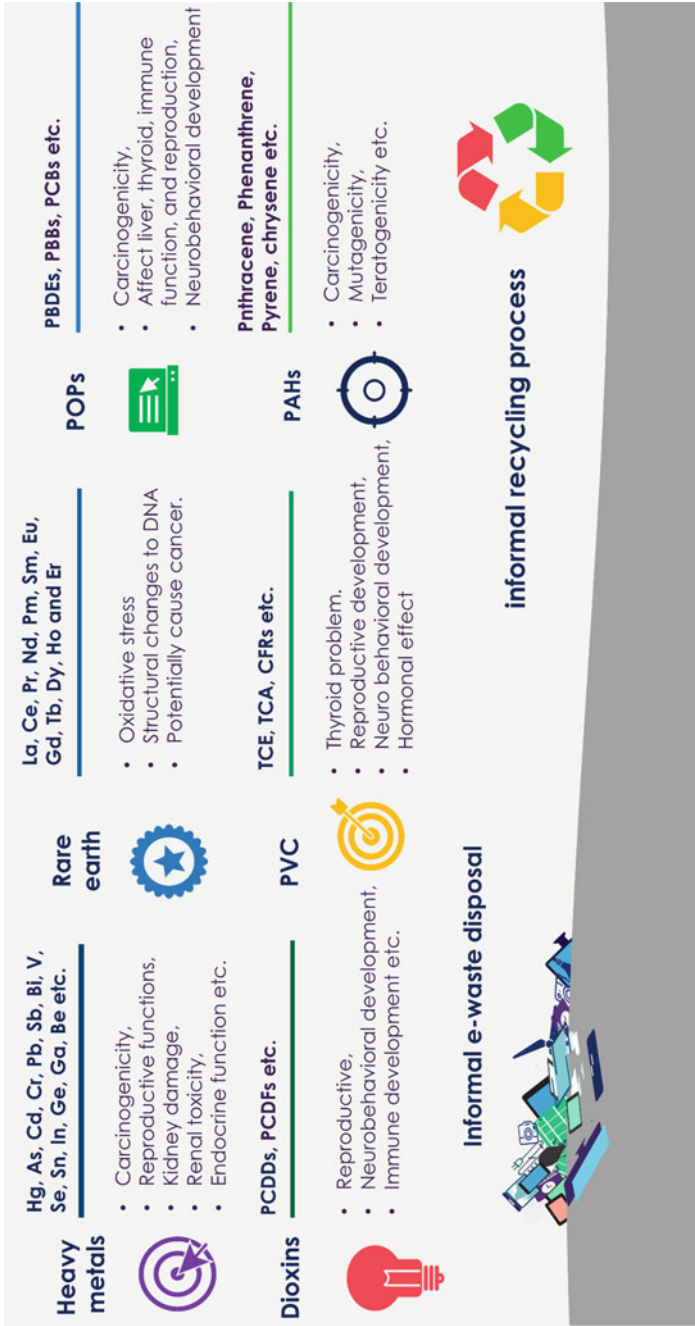 Heavy
metals
Hg, As, Cd, Cr, Pb, Sb, Bi, V,
Se, Sn, In, Ge, Ga, Be etc.
• Carcinogenicity,
• Reproductive functions,
• Kidney damage,
• Renal toxicity,
• Endocrine function etc.
Rare
earth
La, Ce, Pr, Nd, Pm, Sm, Eu,
Gd, Tb, Dy, Ho and Er
• Oxidative stress
• Structural changes to DNA
• Potentially cause cancer.
POPs
PBDEs, PBBs, PCBs etc.
• Carcinogenicity,
• Affect liver, thyroid, immune
function, and reproduction,
• Neurobehavioral development
Dioxins
PCDDs, PCDFs etc.
• Reproductive,
• Neurobehavioral development,
• Immune development etc.
PVC
TCE, TCA, CFRs etc.
• Thyroid problem.
• Reproductive development,
• Neuro behavioral development,
• Hormonal effect
PAHs
Pnthracene, Phenanthrene,
Pyrene, chrysene etc.
• Carcinogenicity,
• Mutagenicity,
• Teratogenicity etc.
Informal e-waste disposal
informal recycling process